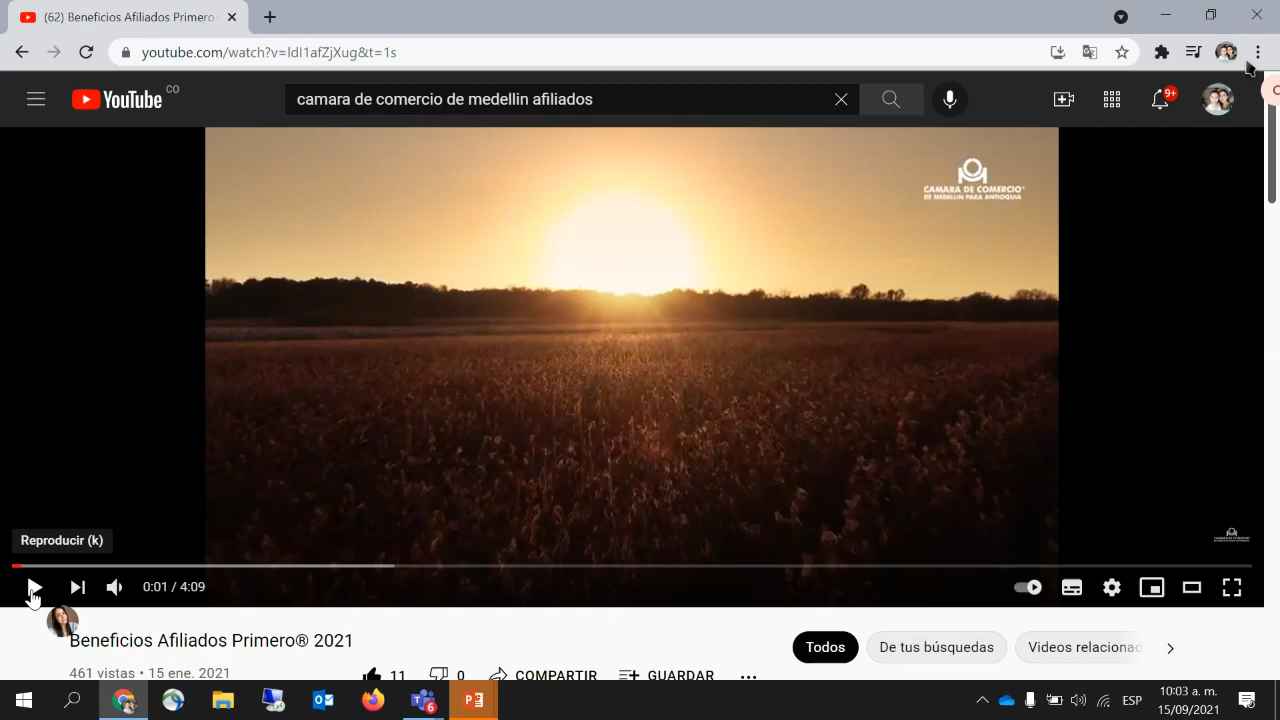 (62) Beneficios Afiliados Primero
youtube.com/watch?v=ldI1afZjXug&t=1s
YouTube CO
camara de comercio de medellin afiliados
9+
CAMARA DE COMERCIO®
DE MEDELLIN PARA ANTIOQUIA
Reproducir (k)
0:01 / 4:09
Beneficios Afiliados Primero® 2021
Todos
De tus búsquedas
Videos relacionad
461 vistas • 15 ene. 2021
11
0
COMPARTIR
GUARDAR
6
ESP
10:03 a. m.
15/09/2021